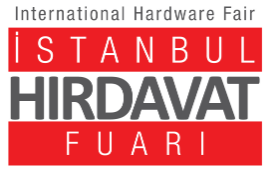 International Hardware Fair
İSTANBUL
HIRDAVAT
FUARI